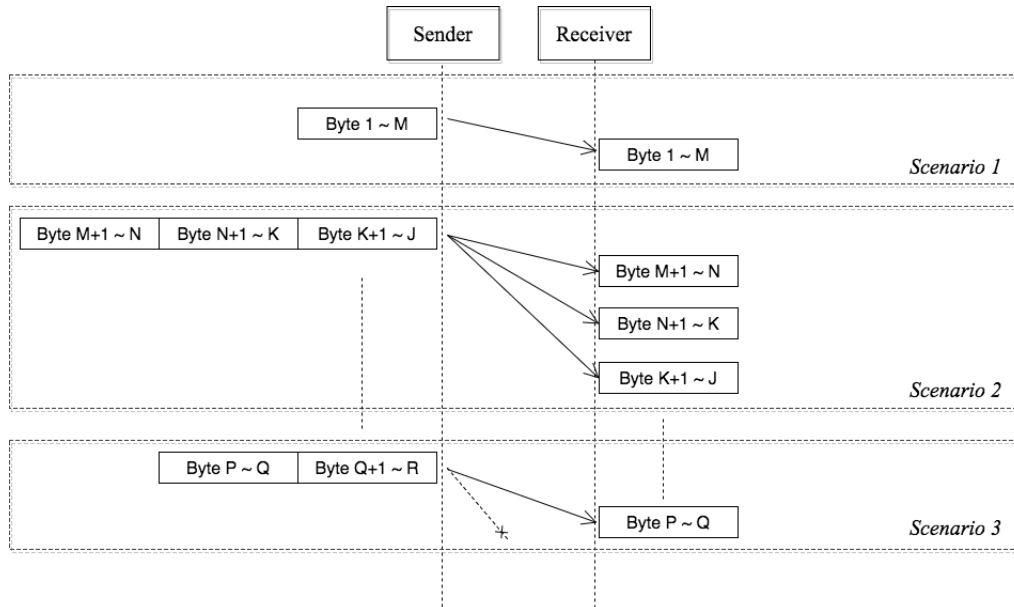 Sender
Receiver
Byte 1 ~ M
Byte 1 ~ M
Scenario 1
Byte M+1 ~ N
Byte N+1 ~ K
Byte K+1 ~ J
Byte M+1 ~ N
Byte N+1 ~ K
Byte K+1 ~ J
Scenario 2
Byte P ~ Q
Byte Q+1 ~ R
Byte P ~ Q
Scenario 3